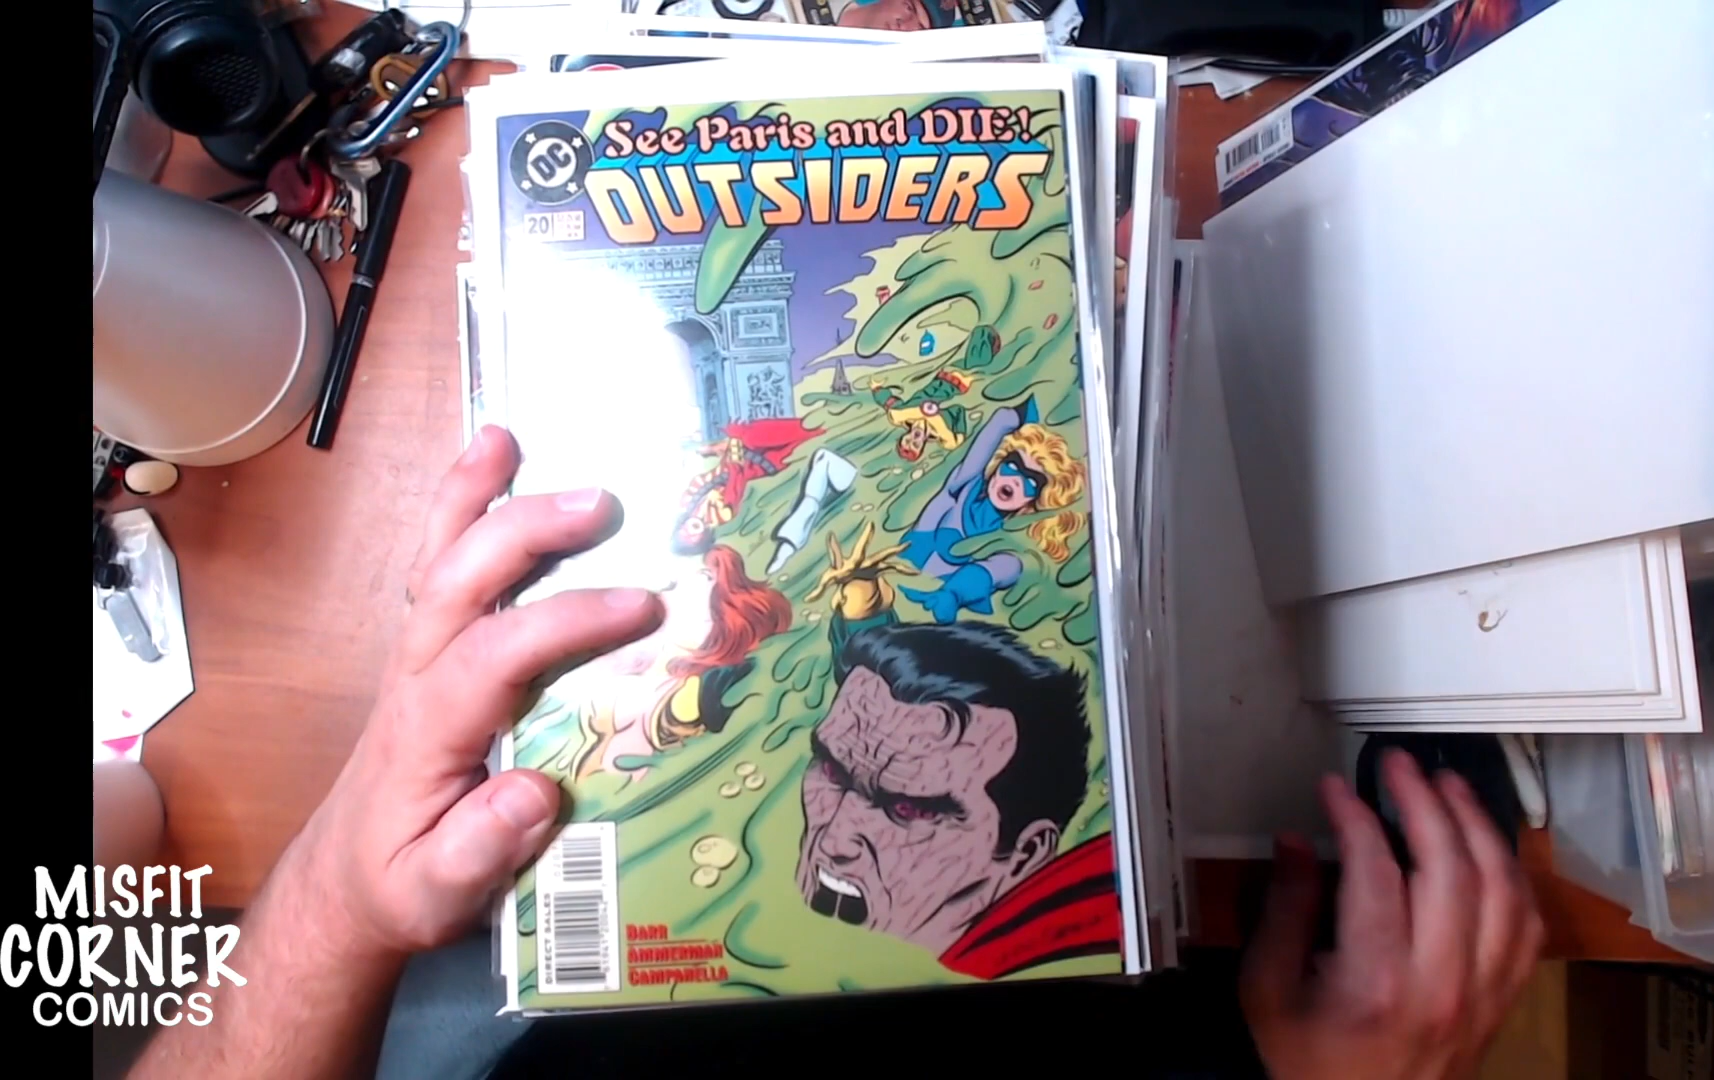 See Paris and DIE!
DC
OUTSIDERS
20
DIRECT SALES
BARR
AMMERMAN
CAMPANELLA
MISFIT
CORNER
COMICS